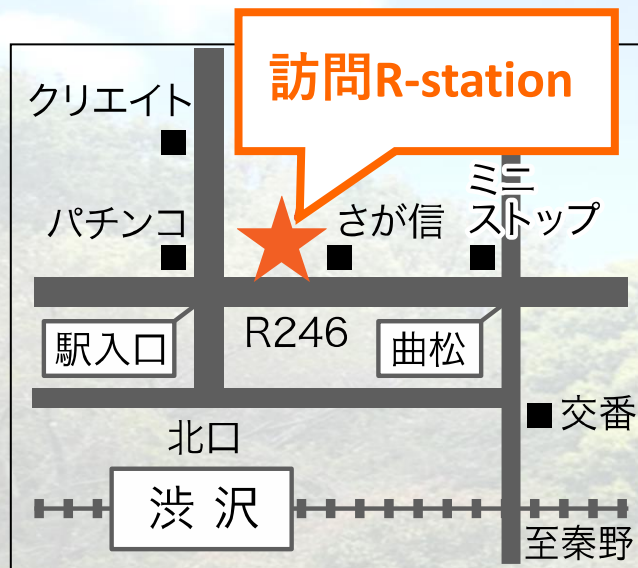 訪問R-station
クリエイト
ミニ
ストップ
パチンコ
さが信
R246
駅入口
曲松
交番
北口
渋沢
至秦野